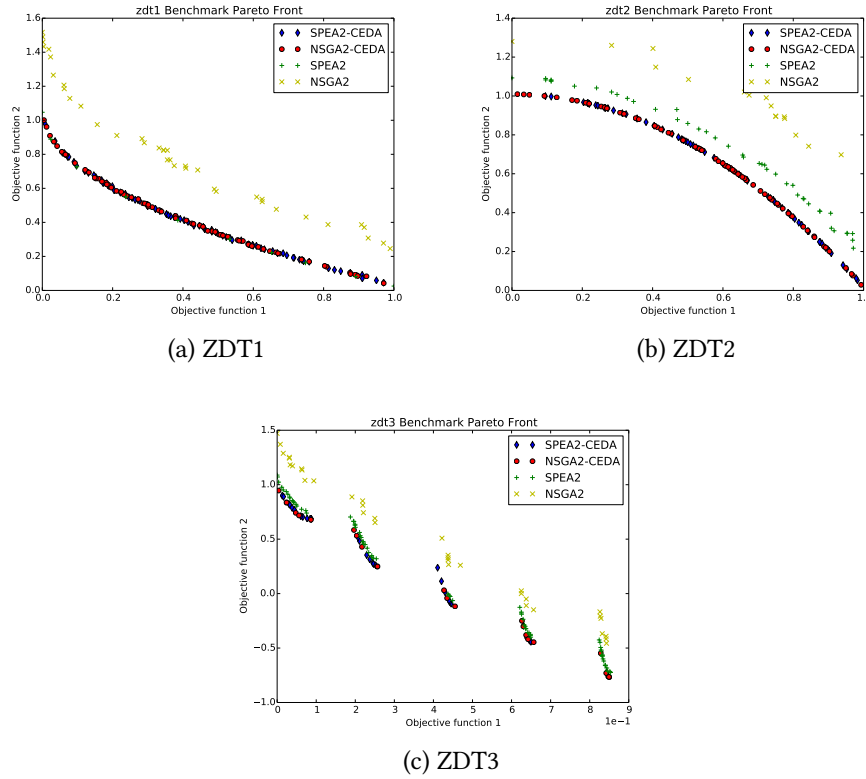 zdt1 Benchmark Pareto Front
1.6
1.4
1.2
1.0
0.8
0.6
0.4
0.2
0.0
Objective function 2
SPEA2-CEDA
NSGA2-CEDA
SPEA2
NSGA2
0.0 0.2 0.4 0.6 0.8 1.0
Objective function 1
(a) ZDT1
zdt2 Benchmark Pareto Front
1.4
1.2
1.0
0.8
0.6
0.4
0.2
0.0
Objective function 2
SPEA2-CEDA
NSGA2-CEDA
SPEA2
NSGA2
0.0 0.2 0.4 0.6 0.8
Objective function 1
(b) ZDT2
zdt3 Benchmark Pareto Front
1.5
1.0
0.5
0.0
−0.5
−1.0
Objective function 2
SPEA2-CEDA
NSGA2-CEDA
SPEA2
NSGA2
0 1 2 3 4 5 6 7 8 9
Objective function 1
1e−1
(c) ZDT3